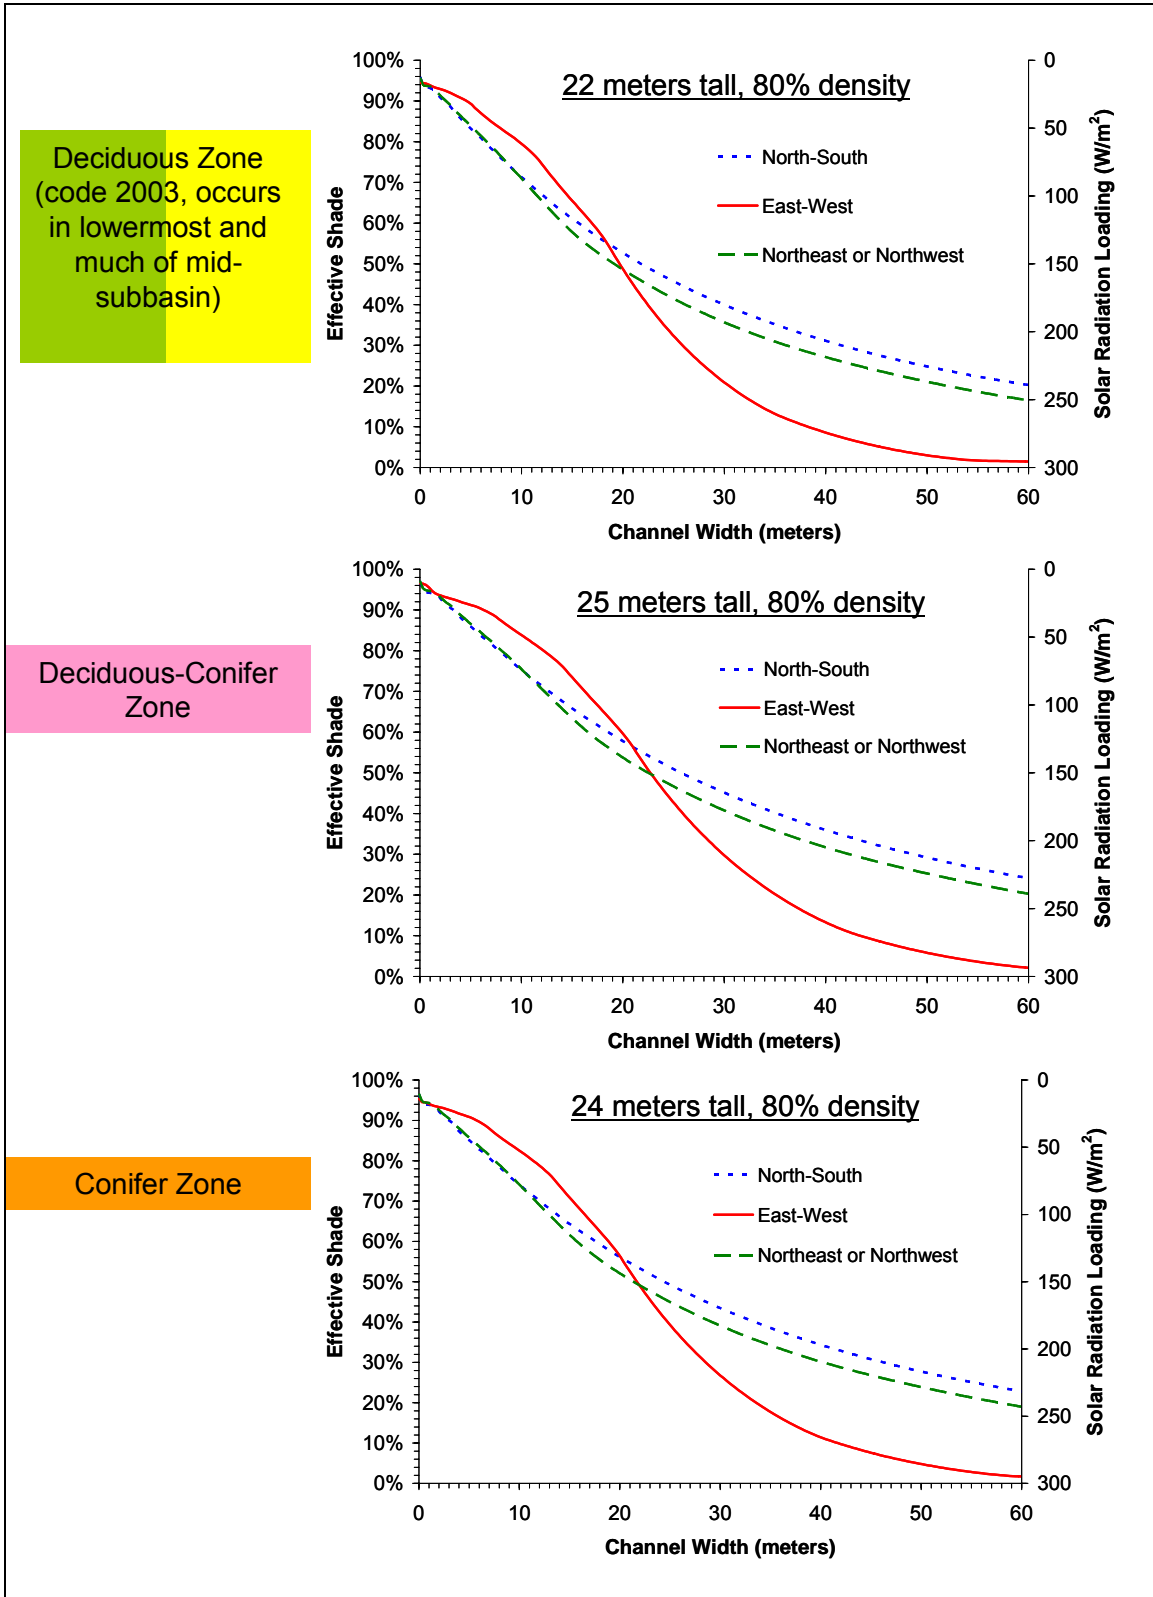 Deciduous Zone
(code 2003, occurs
in lowermost and
much of mid-
subbasin)
22 meters tall, 80% density
Effective Shade
100%
90%
80%
70%
60%
50%
40%
30%
20%
10%
0%
North-South
East-West
Northeast or Northwest
0
50
100
150
200
250
300
Solar Radiation Loading (W/m²)
0 10 20 30 40 50 60
Channel Width (meters)
Deciduous-Conifer
Zone
25 meters tall, 80% density
Effective Shade
100%
90%
80%
70%
60%
50%
40%
30%
20%
10%
0%
North-South
East-West
Northeast or Northwest
0
50
100
150
200
250
300
Solar Radiation Loading (W/m²)
0 10 20 30 40 50 60
Channel Width (meters)
Conifer Zone
24 meters tall, 80% density
Effective Shade
100%
90%
80%
70%
60%
50%
40%
30%
20%
10%
0%
North-South
East-West
Northeast or Northwest
0
50
100
150
200
250
300
Solar Radiation Loading (W/m²)
0 10 20 30 40 50 60
Channel Width (meters)